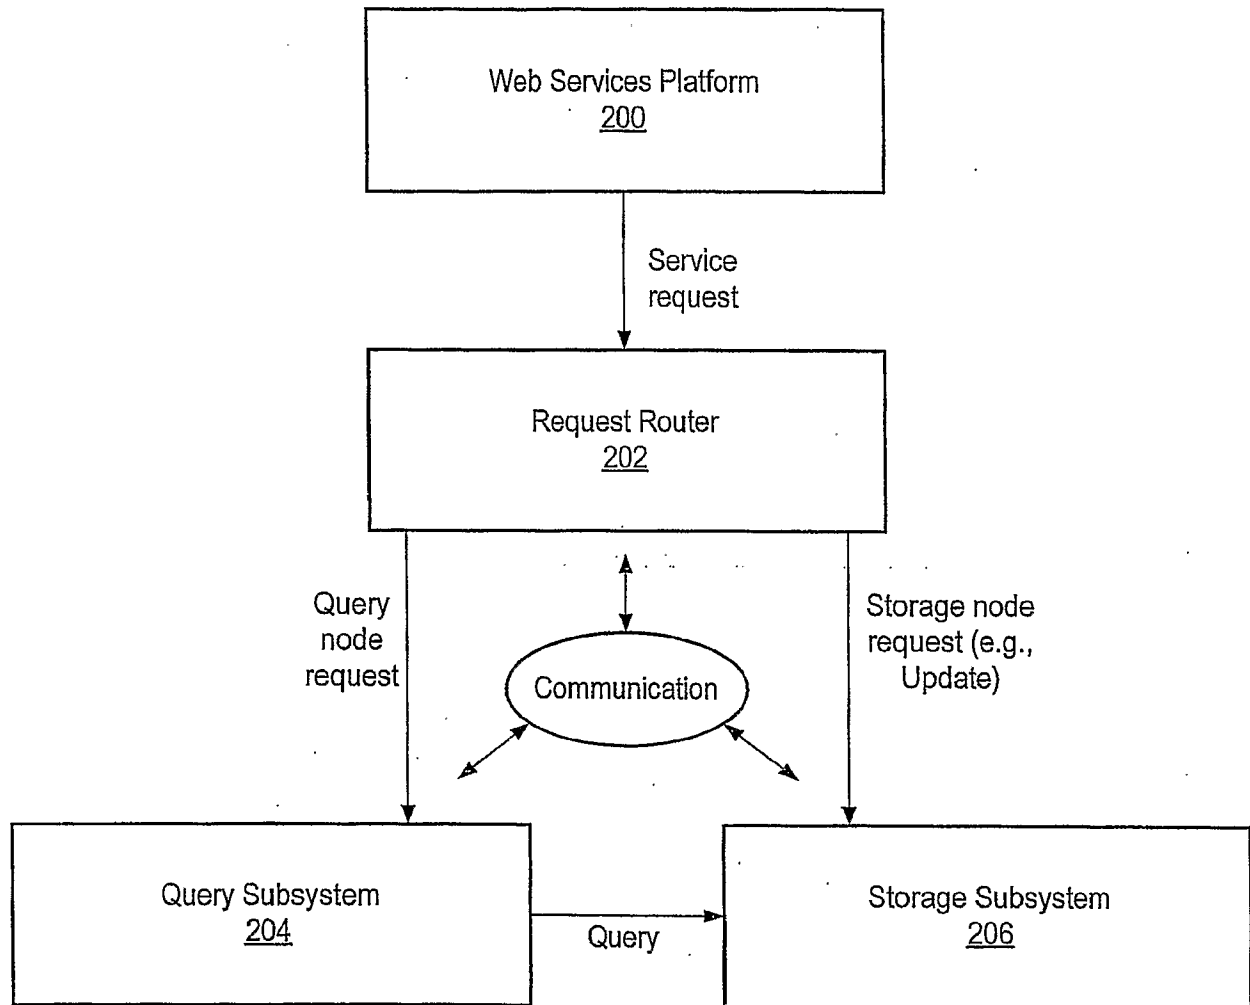 Web Services Platform
200
Service
request
Request Router
202
Query
node
request
Communication
Storage node
request (e.g.,
Update)
Query Subsystem
204
Query
Storage Subsystem
206